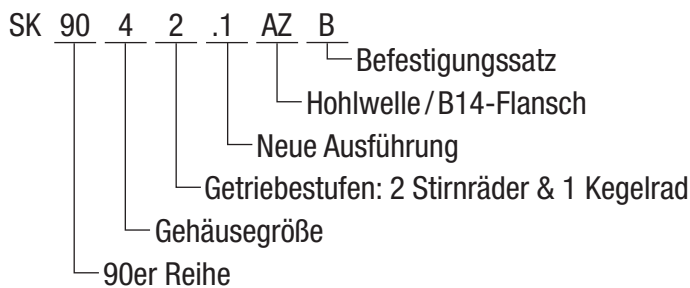 SK 90 4 2 .1 AZ B
Befestigungssatz
Hohlwelle / B14-Flansch
Neue Ausführung
Getriebestufen: 2 Stirnräder & 1 Kegelrad
Gehäusegröße
90er Reihe